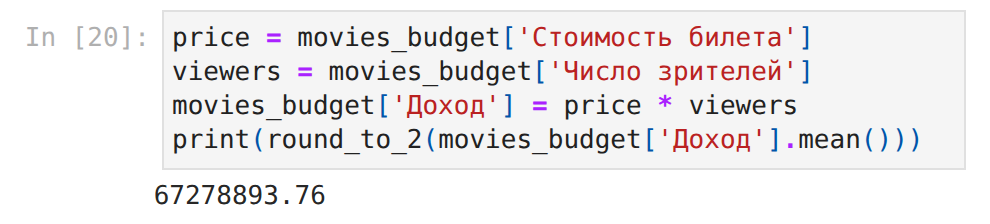 In [20]: price = movies_budget['Стоимость билета']
viewers = movies_budget['Число зрителей']
movies_budget['Доход'] = price * viewers
print(round_to_2(movies_budget['Доход'].mean()))
67278893.76